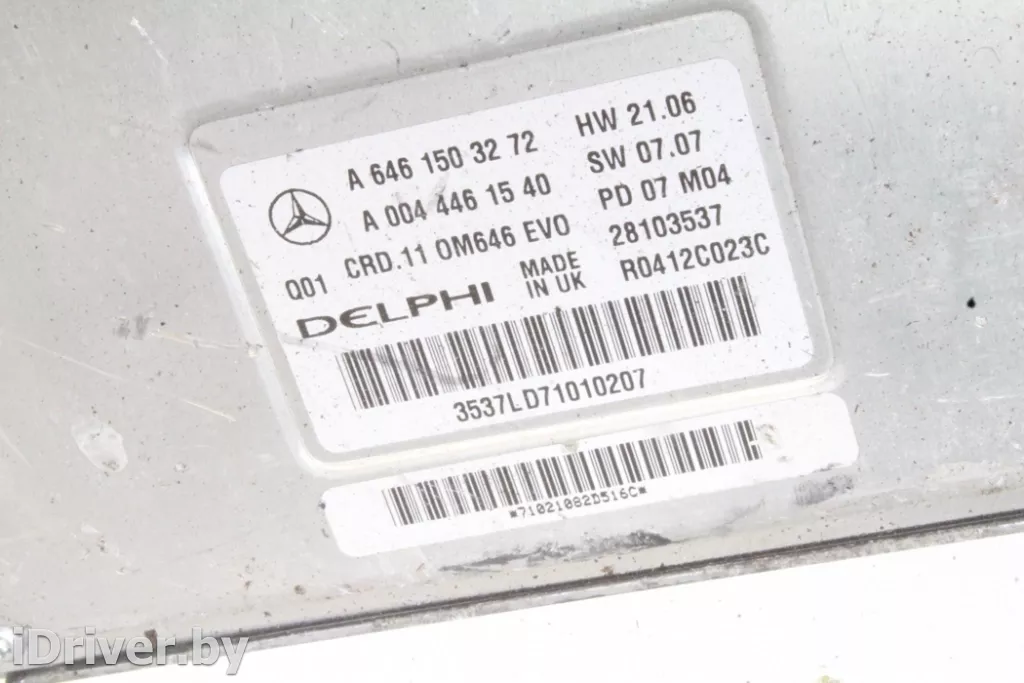 A 646 150 32 72 HW 21.06
A 004 446 15 40 SW 07.07
CRD.11 OM646 EVO PD 07 M04
Q01 28103537
DELPHI MADE IN UK R0412C023C
3537LD71010207
*71021082D516C*
iDriver.by